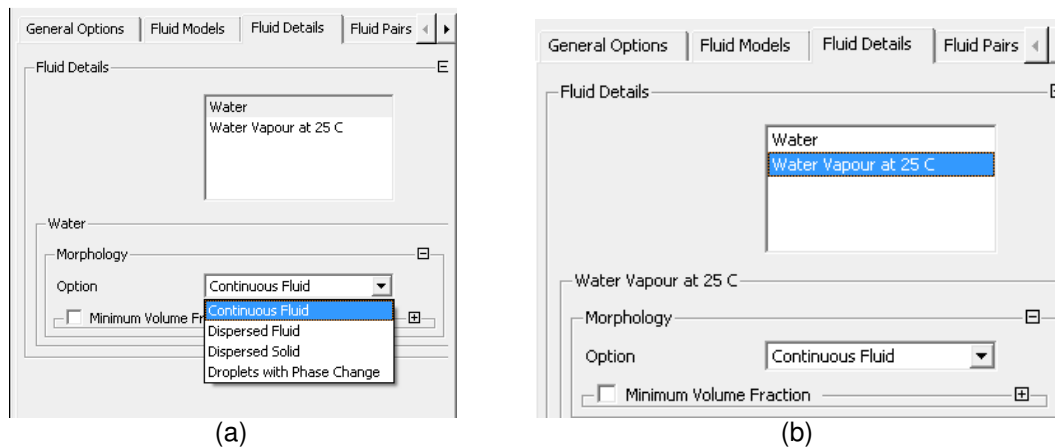 General Options Fluid Models Fluid Details Fluid Pairs
Fluid Details
Water
Water Vapour at 25 C
Water
Morphology
Option Continuous Fluid
Continuous Fluid
Minimum Volume Fr
Dispersed Fluid
Dispersed Solid
Droplets with Phase Change
(a)
General Options Fluid Models Fluid Details Fluid Pairs
Fluid Details
Water
Water Vapour at 25 C
Water Vapour at 25 C
Morphology
Option Continuous Fluid
Minimum Volume Fraction
(b)